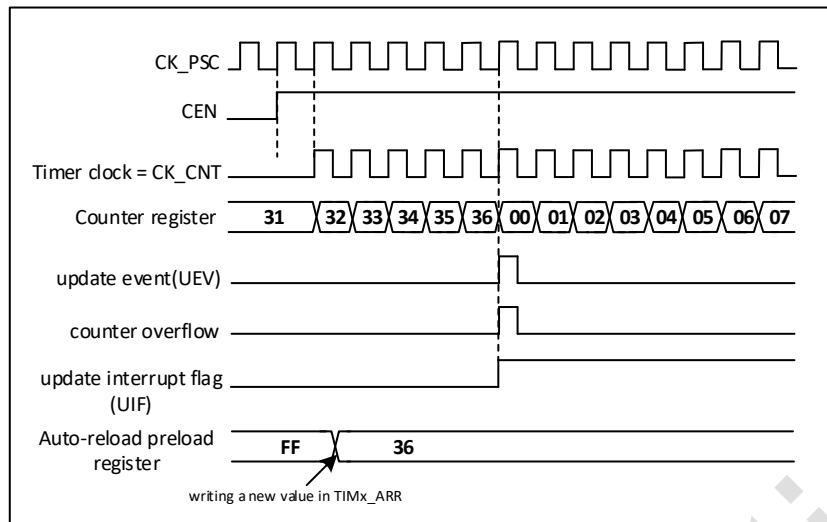 CK_PSC
CEN
Timer clock = CK_CNT
Counter register 31 32 33 34 35 36 00 01 02 03 04 05 06 07
update event(UEV)
counter overflow
update interrupt flag
(UIF)
Auto-reload preload
register
FF 36
writing a new value in TIMx_ARR